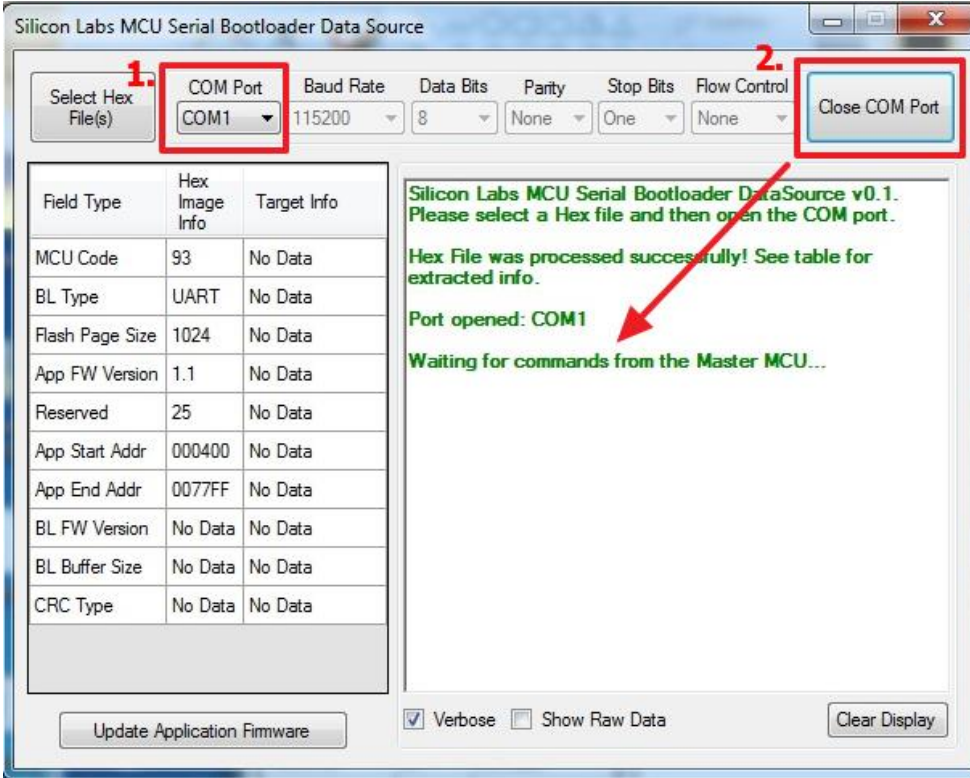 Silicon Labs MCU Serial Bootloader Data Source
1.
2.
Select Hex
File(s)
COM Port
COM1
Baud Rate
115200
Data Bits
8
Parity
None
Stop Bits
One
Flow Control
None
Close COM Port
Field Type
Hex
Image
Info
Target Info
MCU Code 93 No Data
BL Type UART No Data
Flash Page Size 1024 No Data
App FW Version 1.1 No Data
Reserved 25 No Data
App Start Addr 000400 No Data
App End Addr 0077FF No Data
BL FW Version No Data No Data
BL Buffer Size No Data No Data
CRC Type No Data No Data
Update Application Firmware
Silicon Labs MCU Serial Bootloader DataSource v0.1.
Please select a Hex file and then open the COM port.
Hex File was processed successfully! See table for
extracted info.
Port opened: COM1
Waiting for commands from the Master MCU...
Verbose
Show Raw Data
Clear Display